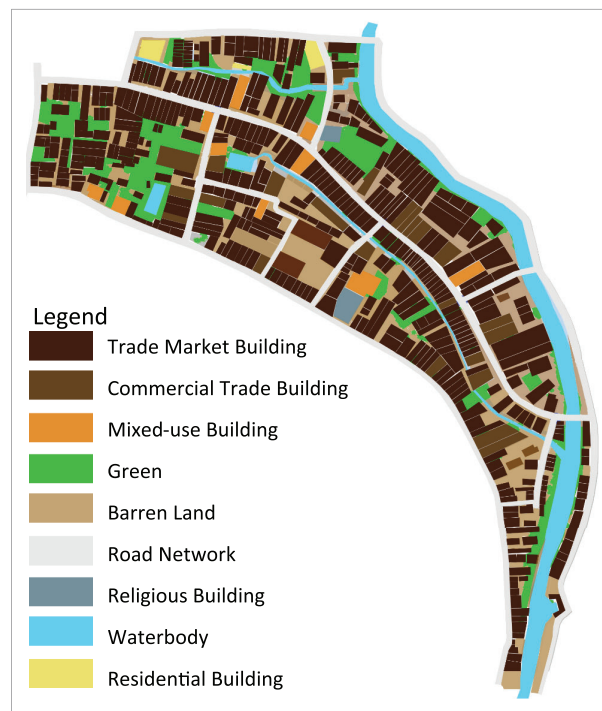 Legend
Trade Market Building
Commercial Trade Building
Mixed-use Building
Green
Barren Land
Road Network
Religious Building
Waterbody
Residential Building